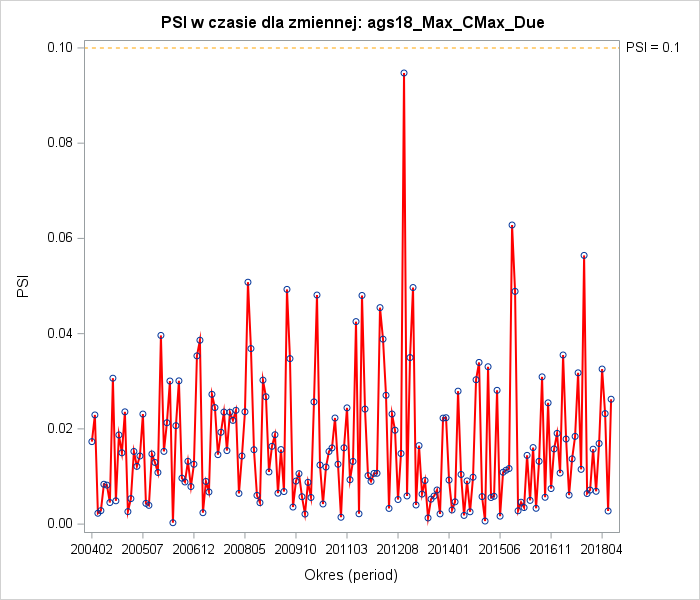 PSI w czasie dla zmiennej: ags18_Max_CMax_Due
0.10
PSI = 0.1
0.08
0.06
0.04
0.02
0.00
PSI
200402 200507 200612 200805 200910 201103 201208 201401 201506 201611 201804
Okres (period)